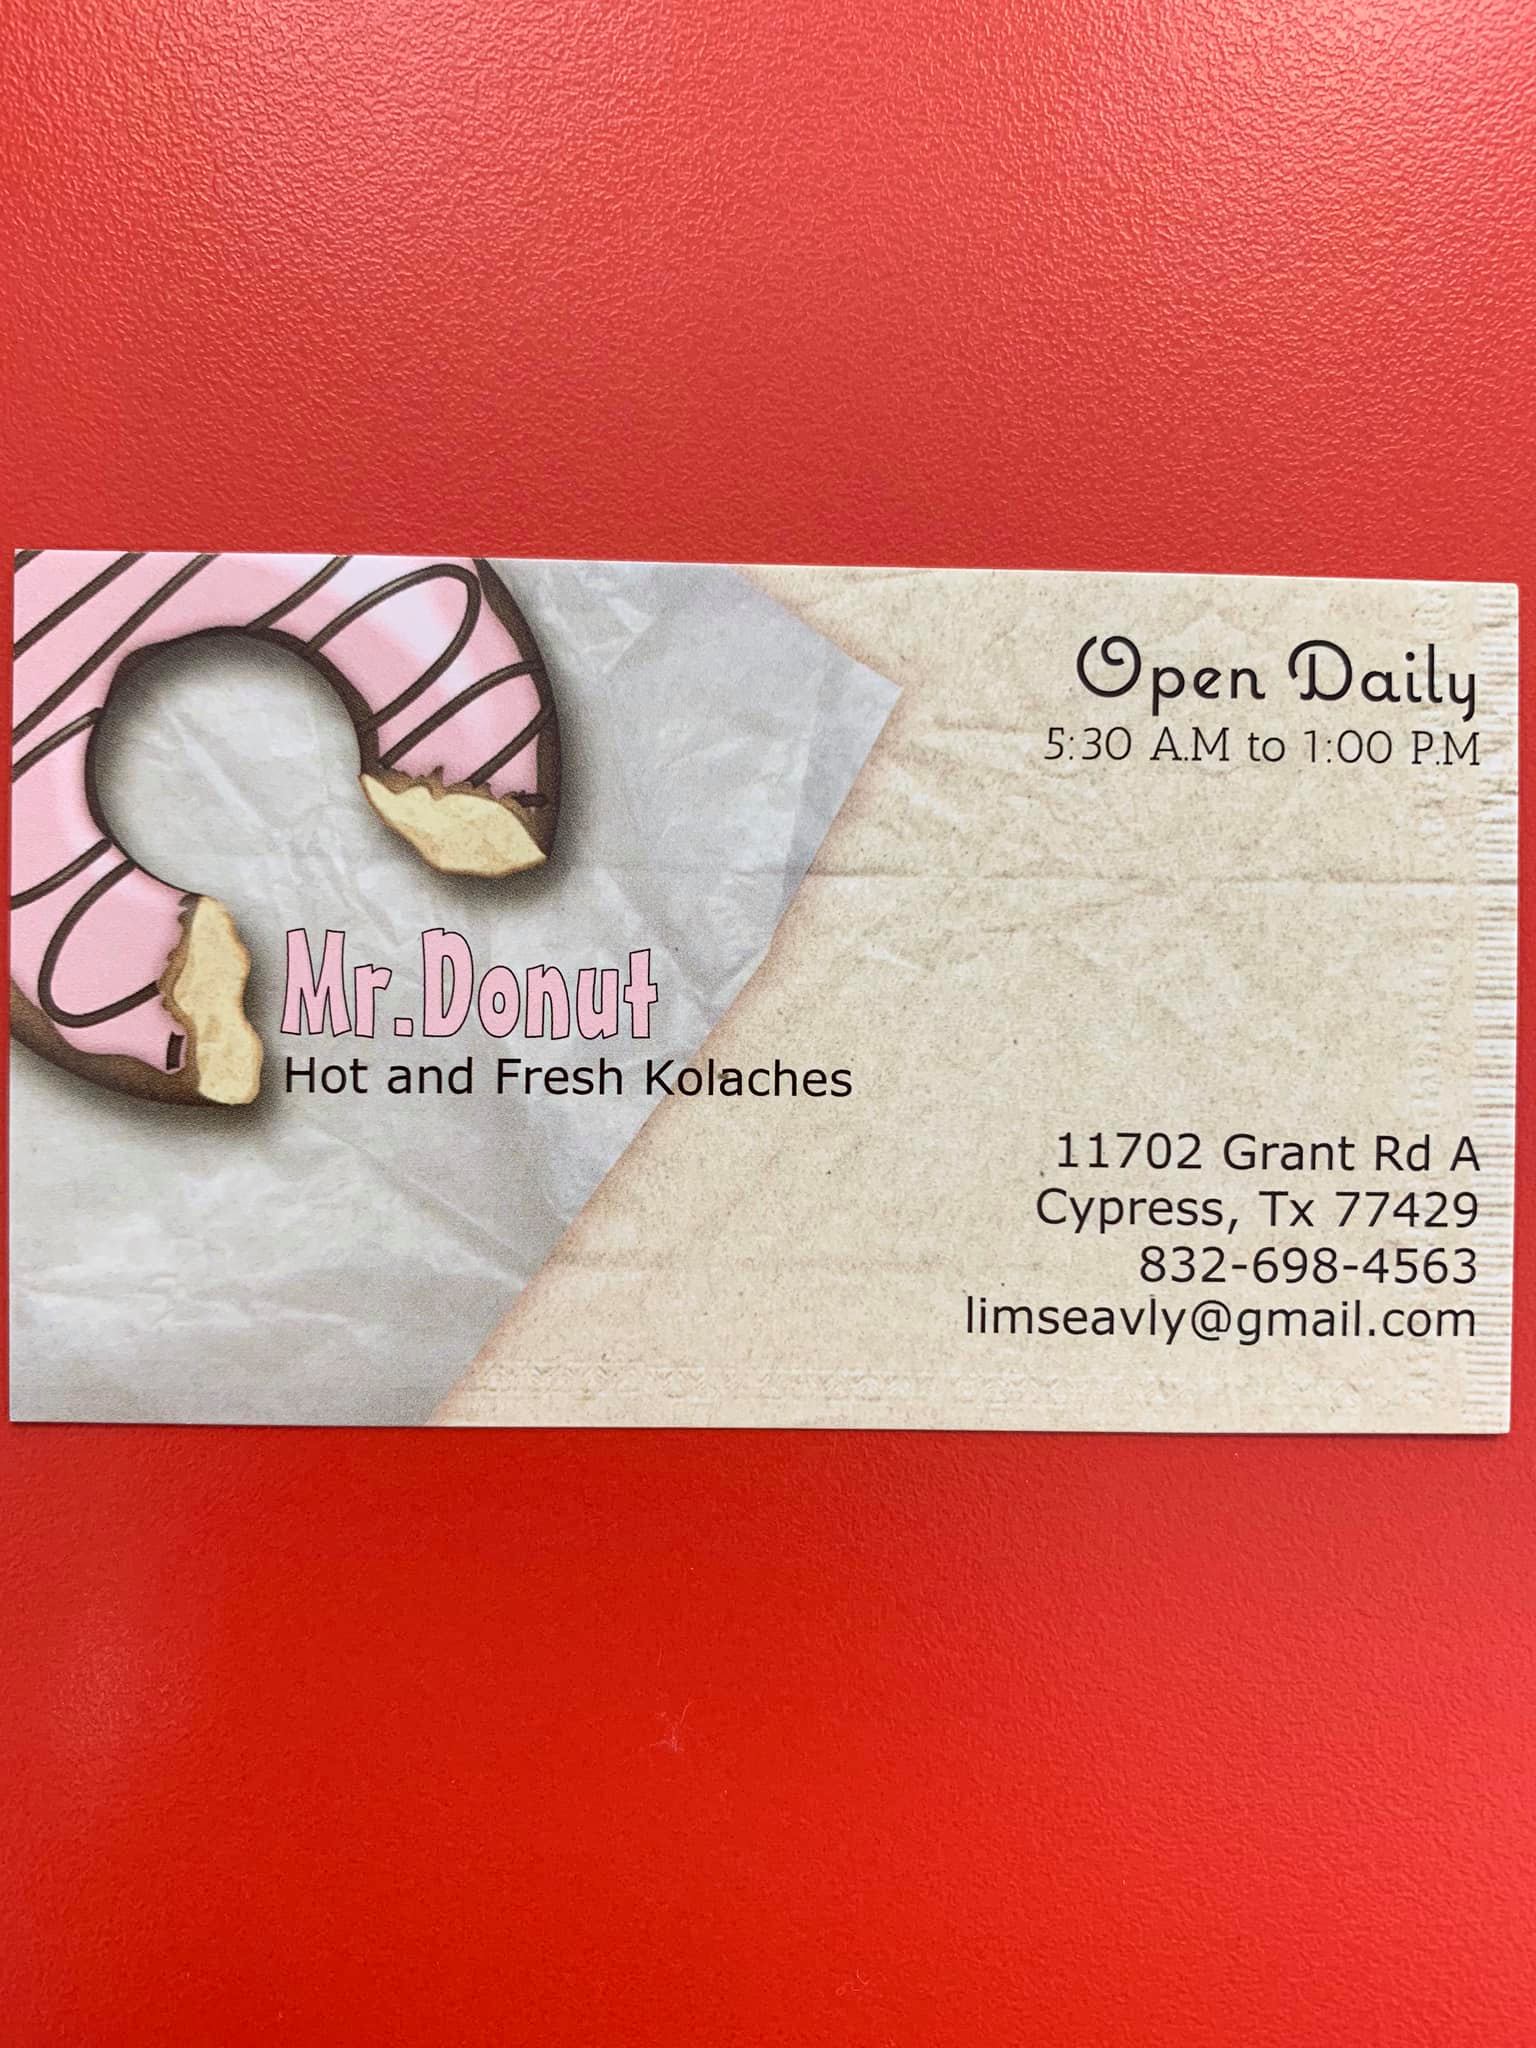 Open Daily
5:30 A.M to 1:00 P.M
Mr.Donut
Hot and Fresh Kolaches
11702 Grant Rd A
Cypress, Tx 77429
832-698-4563
limseavly@gmail.com